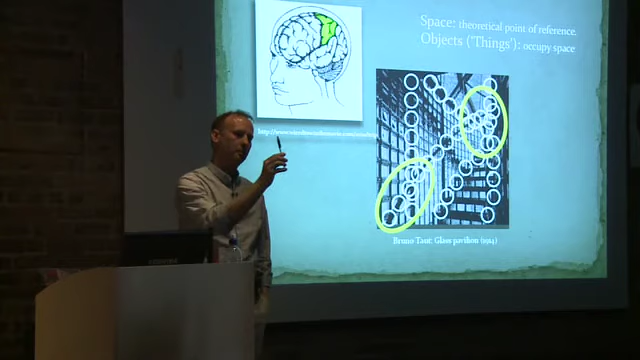 Space: theoretical point of reference.
Objects ('Things'): occupy space
Bruno Taut: Glass pavilion (1914)